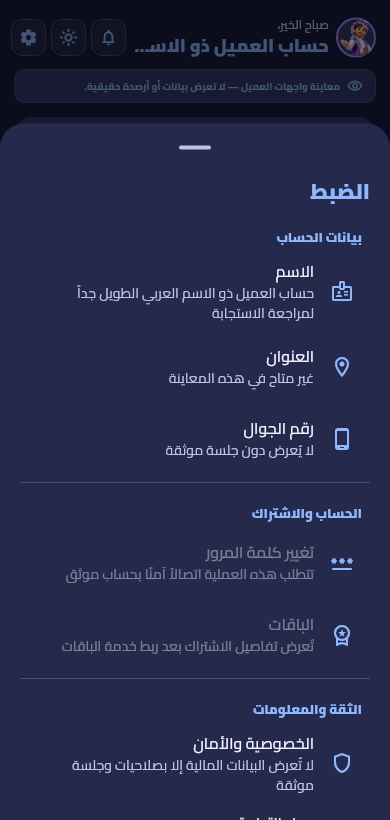 صباح الخير،
حساب العميل ذو الاس...
معاينة واجهات العميل — لا تعرض بيانات أو أرصدة حقيقية.
الضبط
بيانات الحساب
الاسم
حساب العميل ذو الاسم العربي الطويل جداً
لمراجعة الاستجابة
العنوان
غير متاح في هذه المعاينة
رقم الجوال
لا يُعرض دون جلسة موثقة
الحساب والاشتراك
تغيير كلمة المرور
تتطلب هذه العملية اتصالاً آمنًا بحساب موثق
الباقات
تُعرض تفاصيل الاشتراك بعد ربط خدمة الباقات
الثقة والمعلومات
الخصوصية والأمان
لا تُعرض البيانات المالية إلا بصلاحيات وجلسة
موثقة